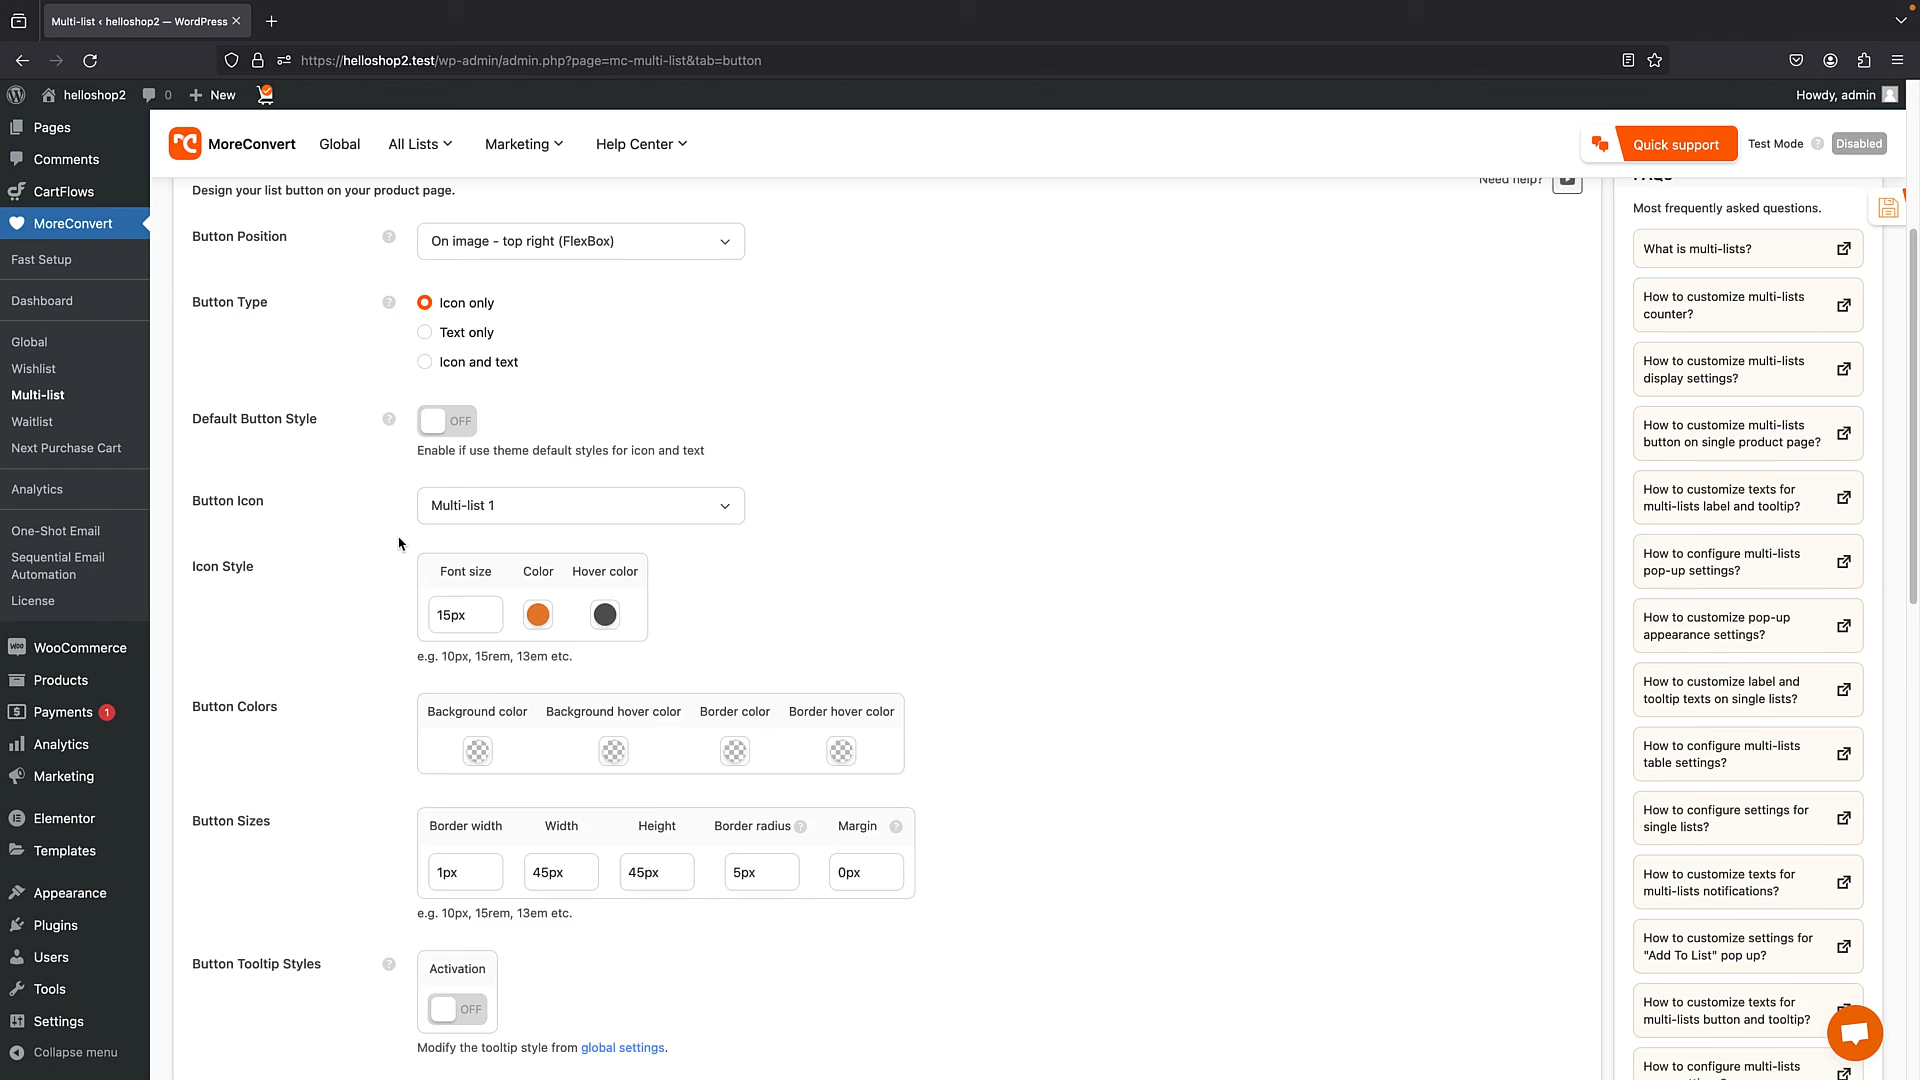 Multi-list ‹ helloshop2 — WordPress
https://helloshop2.test/wp-admin/admin.php?page=mc-multi-list&tab=button
helloshop2
0
New
Howdy, admin
Pages
Comments
CartFlows
MoreConvert
Fast Setup
Dashboard
Global
Wishlist
Multi-list
Waitlist
Next Purchase Cart
Analytics
One-Shot Email
Sequential Email
Automation
License
WooCommerce
Products
Payments 1
Analytics
Marketing
Elementor
Templates
Appearance
Plugins
Users
Tools
Settings
Collapse menu
MoreConvert
Global
All Lists
Marketing
Help Center
Quick support
Test Mode
Disabled
Design your list button on your product page.
Need help?
Button Position
On image - top right (FlexBox)
Button Type
Icon only
Text only
Icon and text
Default Button Style
OFF
Enable if use theme default styles for icon and text
Button Icon
Multi-list 1
Icon Style
Font size Color Hover color
15px
e.g. 10px, 15rem, 13em etc.
Button Colors
Background color Background hover color Border color Border hover color
Button Sizes
Border width Width Height Border radius Margin
1px 45px 45px 5px 0px
e.g. 10px, 15rem, 13em etc.
Button Tooltip Styles
Activation
OFF
Modify the tooltip style from global settings.
FAQs
Most frequently asked questions.
What is multi-lists?
How to customize multi-lists
counter?
How to customize multi-lists
display settings?
How to customize multi-lists
button on single product page?
How to customize texts for
multi-lists label and tooltip?
How to configure multi-lists
pop-up settings?
How to customize pop-up
appearance settings?
How to customize label and
tooltip texts on single lists?
How to configure multi-lists
table settings?
How to configure settings for
single lists?
How to customize texts for
multi-lists notifications?
How to customize settings for
"Add To List" pop up?
How to customize texts for
multi-lists button and tooltip?
How to configure multi-lists